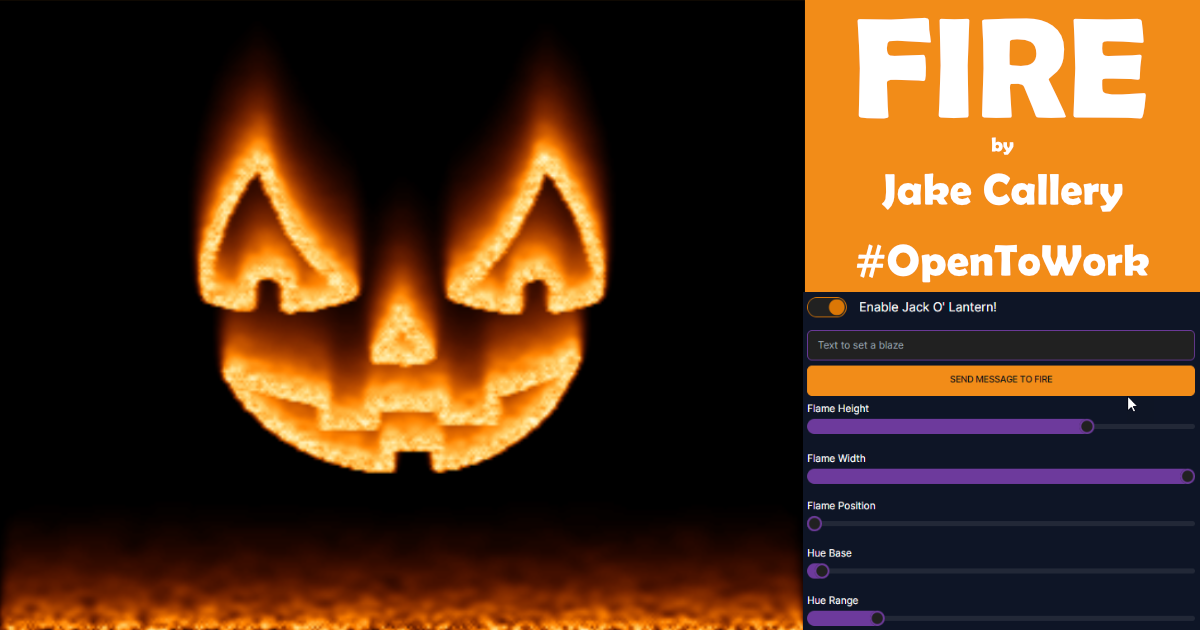 FIRE
by
Jake Callery
#OpenToWork
Enable Jack O' Lantern!
Text to set a blaze
SEND MESSAGE TO FIRE
Flame Height
Flame Width
Flame Position
Hue Base
Hue Range